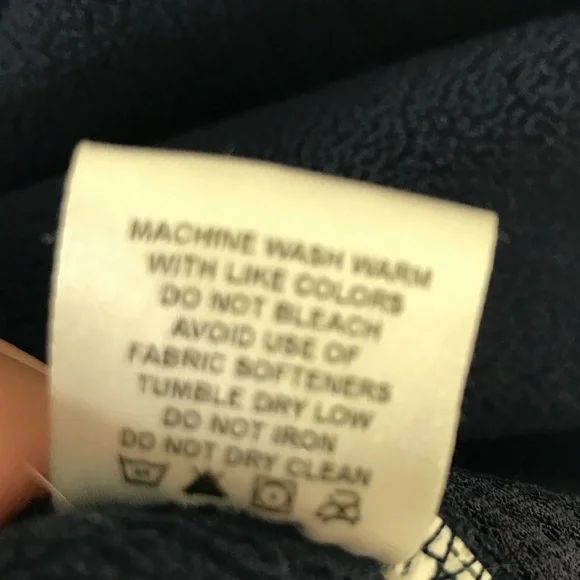 MACHINE WASH WARM
WITH LIKE COLORS
DO NOT BLEACH
AVOID USE OF
FABRIC SOFTENERS
TUMBLE DRY LOW
DO NOT IRON
DO NOT DRY CLEAN